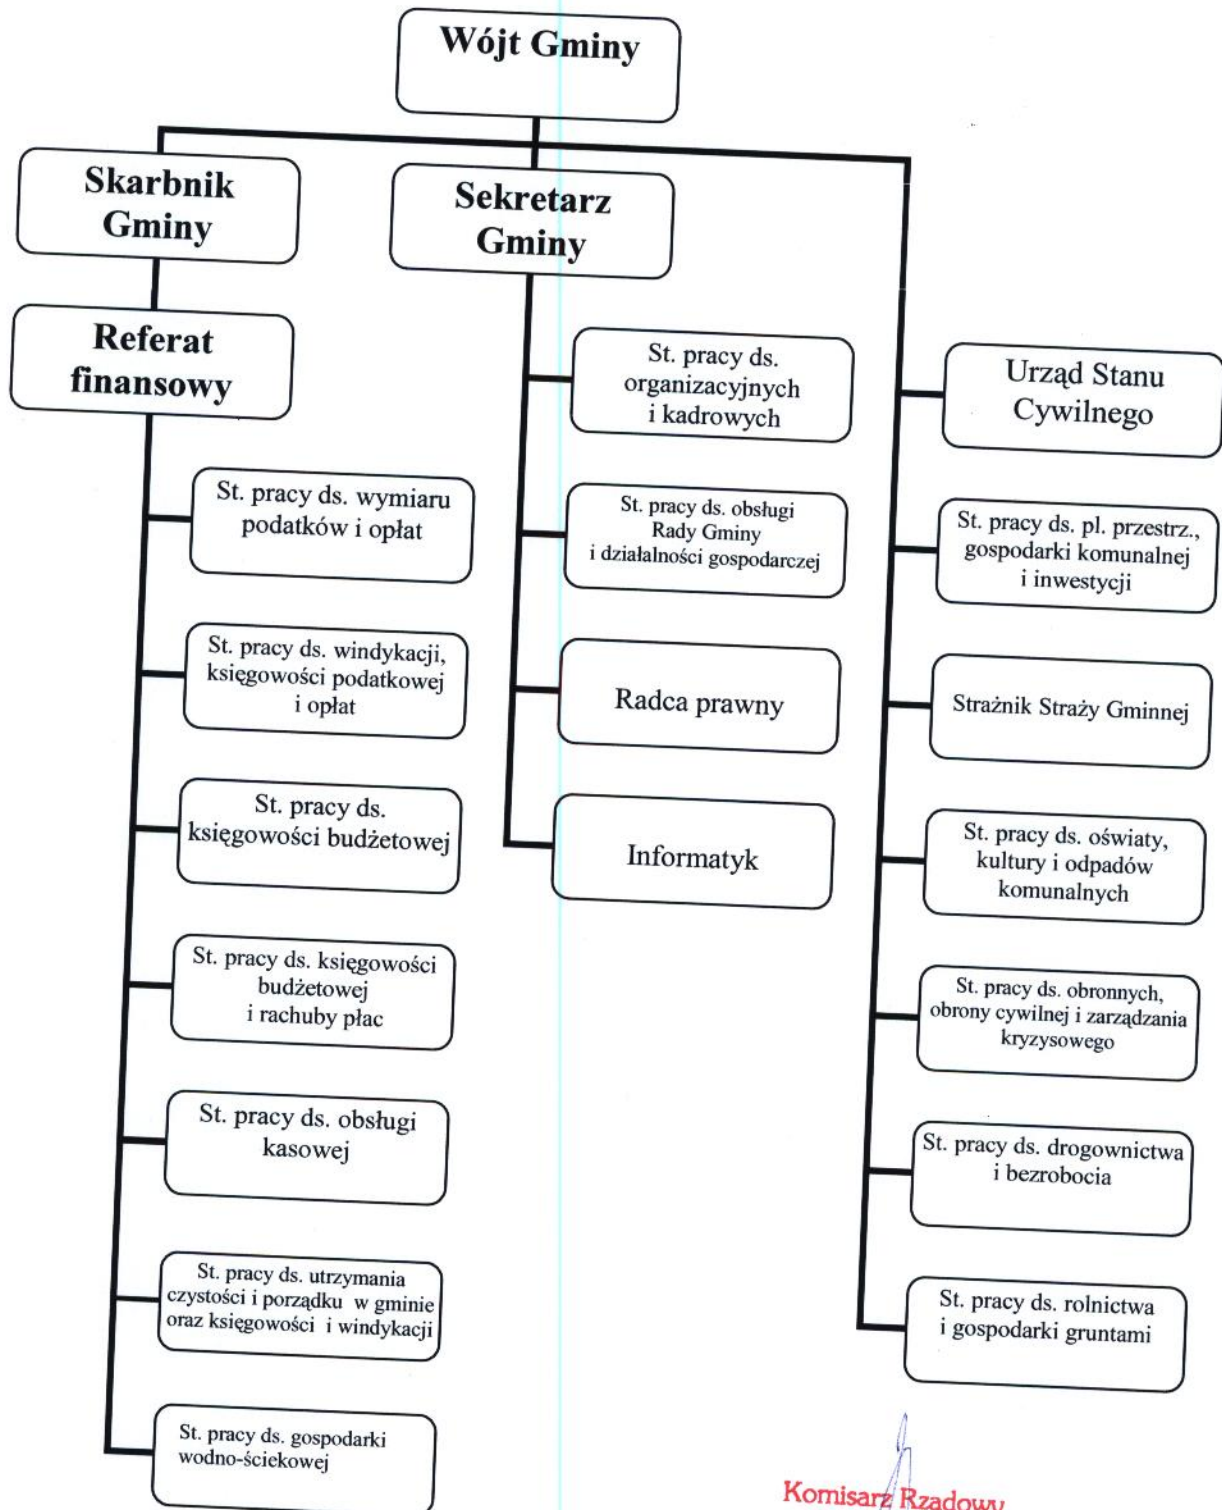 Wójt Gminy
Skarbnik
Gminy
Sekretarz
Gminy
Referat
finansowy
St. pracy ds. wymiaru
podatków i opłat
St. pracy ds. windykacji,
księgowości podatkowej
i opłat
St. pracy ds.
księgowości budżetowej
St. pracy ds. księgowości
budżetowej
i rachuby płac
St. pracy ds. obsługi
kasowej
St. pracy ds. utrzymania
czystości i porządku w gminie
oraz księgowości i windykacji
St. pracy ds. gospodarki
wodno-ściekowej
St. pracy ds.
organizacyjnych
i kadrowych
St. pracy ds. obsługi
Rady Gminy
i działalności gospodarczej
Radca prawny
Informatyk
Urząd Stanu
Cywilnego
St. pracy ds. pl. przestrz.,
gospodarki komunalnej
i inwestycji
Strażnik Straży Gminnej
St. pracy ds. oświaty,
kultury i odpadów
komunalnych
St. pracy ds. obronnych,
obrony cywilnej i zarządzania
kryzysowego
St. pracy ds. drogownictwa
i bezrobocia
St. pracy ds. rolnictwa
i gospodarki gruntami
Komisarz Rządowy